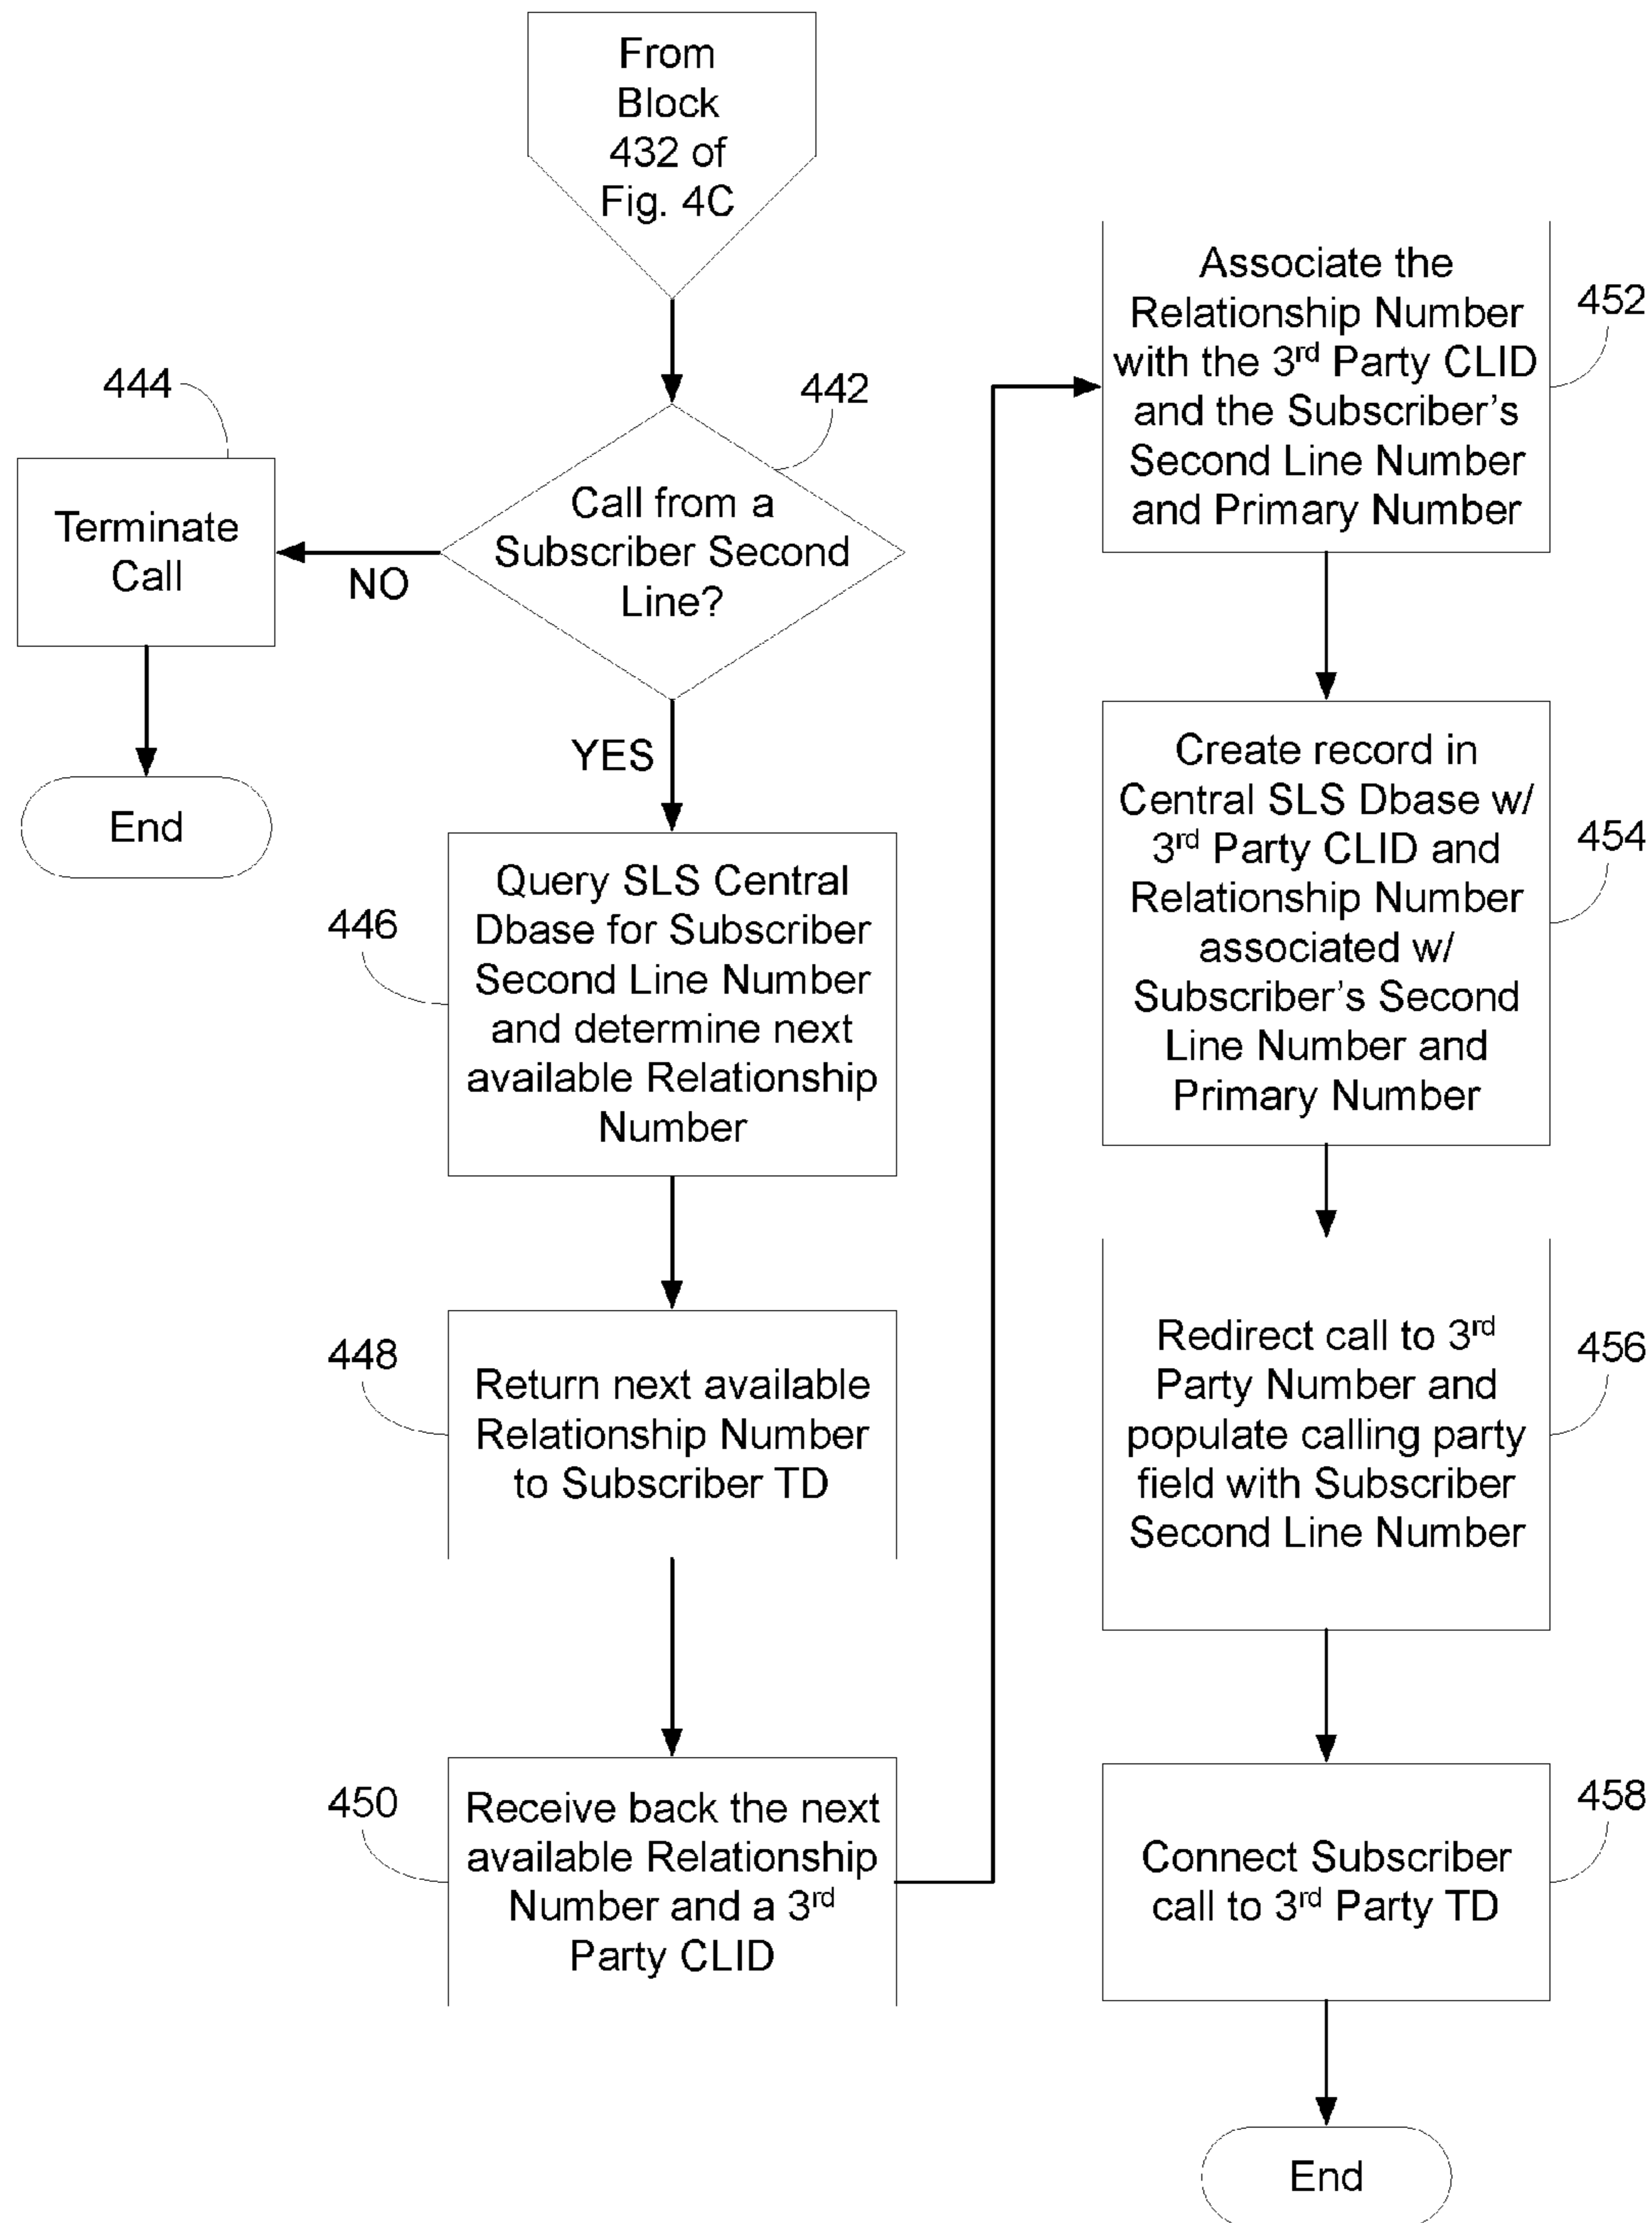 From
Block
432 of
Fig. 4C
442
Call from a
Subscriber Second
Line?
NO
444
Terminate
Call
End
YES
446
Query SLS Central
Dbase for Subscriber
Second Line Number
and determine next
available Relationship
Number
448
Return next available
Relationship Number
to Subscriber TD
450
Receive back the next
available Relationship
Number and a 3rd
Party CLID
452
Associate the
Relationship Number
with the 3rd Party CLID
and the Subscriber’s
Second Line Number
and Primary Number
454
Create record in
Central SLS Dbase w/
3rd Party CLID and
Relationship Number
associated w/
Subscriber’s Second
Line Number and
Primary Number
456
Redirect call to 3rd
Party Number and
populate calling party
field with Subscriber
Second Line Number
458
Connect Subscriber
call to 3rd Party TD
End